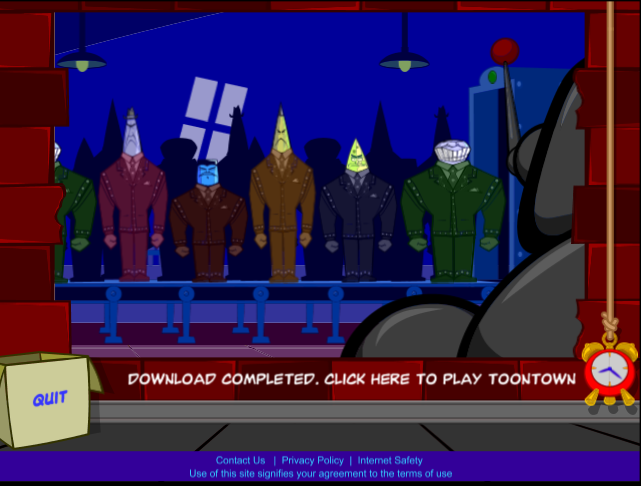 DOWNLOAD COMPLETED. CLICK HERE TO PLAY TOONTOWN
QUIT
Contact Us | Privacy Policy | Internet Safety
Use of this site signifies your agreement to the terms of use